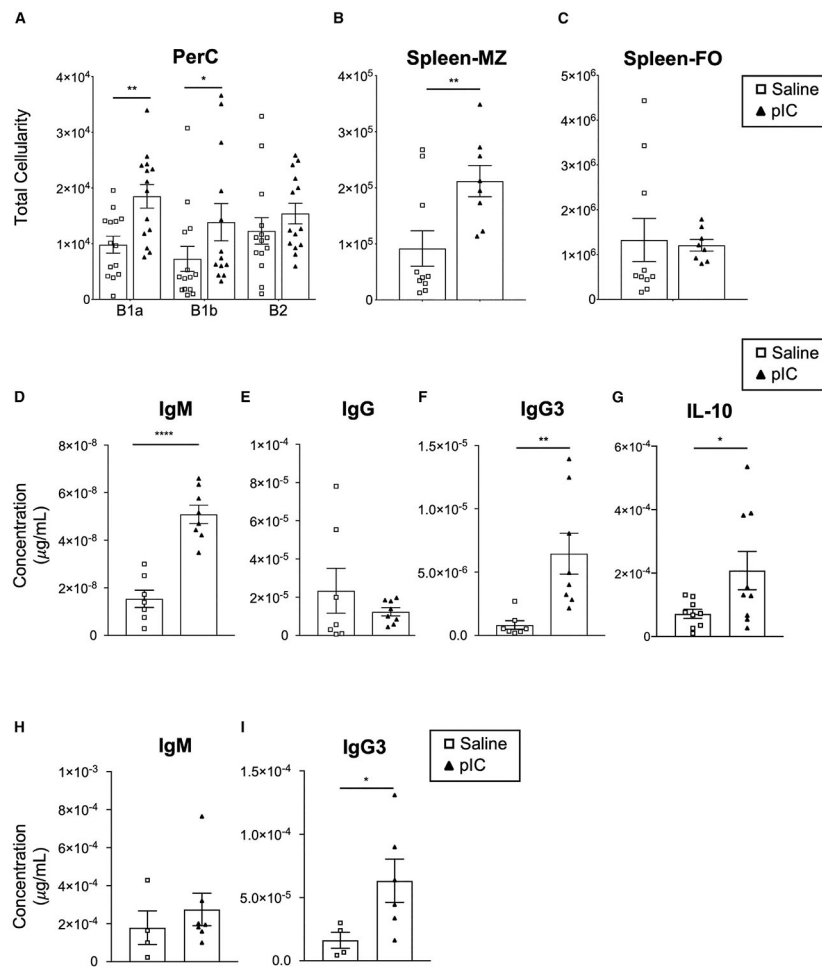 A
B
C
PerC
Spleen-MZ
Spleen-FO
Saline
pIC
Total Cellularity
4×10⁴
3×10⁴
2×10⁴
1×10⁴
0
**
*
B1a
B1b
B2
4×10⁵
3×10⁵
2×10⁵
1×10⁵
0
**
5×10⁶
4×10⁶
3×10⁶
2×10⁶
1×10⁶
0
Saline
pIC
D
E
F
G
IgM
IgG
IgG3
IL-10
Concentration
(µg/mL)
8×10⁻⁸
6×10⁻⁸
4×10⁻⁸
2×10⁻⁸
0
****
1×10⁻⁴
8×10⁻⁵
6×10⁻⁵
4×10⁻⁵
2×10⁻⁵
0
1.5×10⁻⁵
1.0×10⁻⁵
5.0×10⁻⁶
0.0
**
6×10⁻⁴
4×10⁻⁴
2×10⁻⁴
0
*
H
I
IgM
IgG3
Saline
pIC
Concentration
(µg/mL)
1×10⁻³
8×10⁻⁴
6×10⁻⁴
4×10⁻⁴
2×10⁻⁴
0
1.5×10⁻⁴
1.0×10⁻⁴
5.0×10⁻⁵
0.0
*